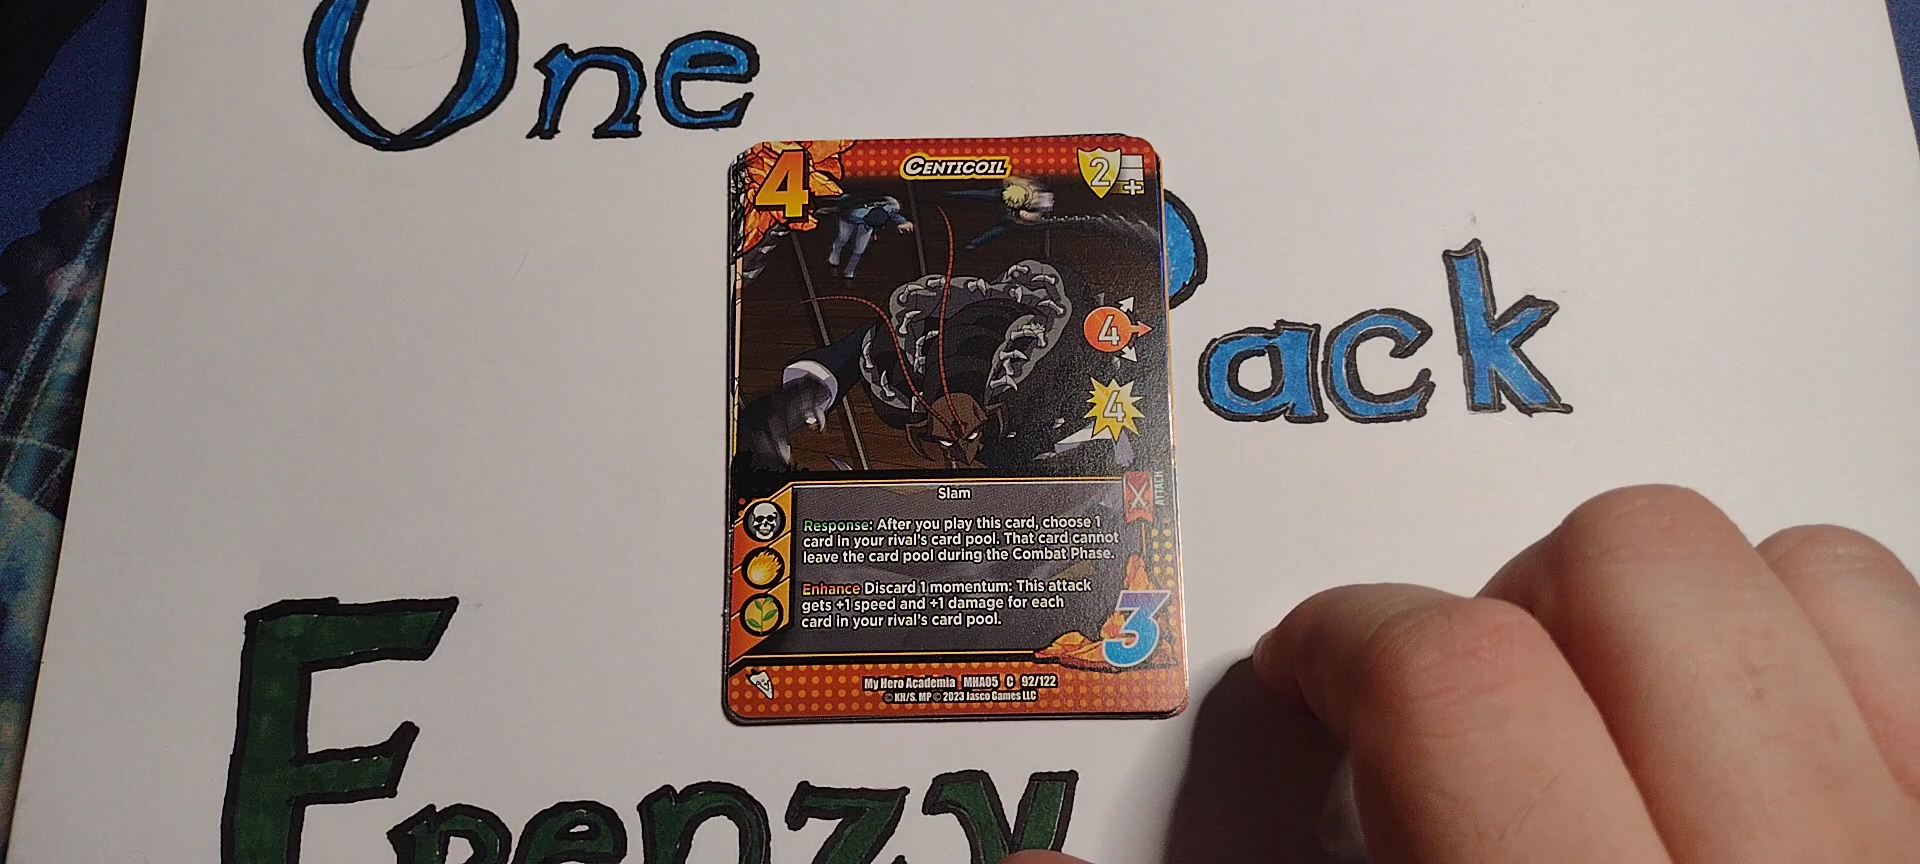 One
Pack
Frenzy
4
CENTICOIL
2
+
4
4
ATTACK
Slam
Response: After you play this card, choose 1
card in your rival's card pool. That card cannot
leave the card pool during the Combat Phase.
Enhance Discard 1 momentum: This attack
gets +1 speed and +1 damage for each
card in your rival's card pool.
3
My Hero Academia MHA05 C 92/122
© KH/S. MP © 2023 Jasco Games LLC